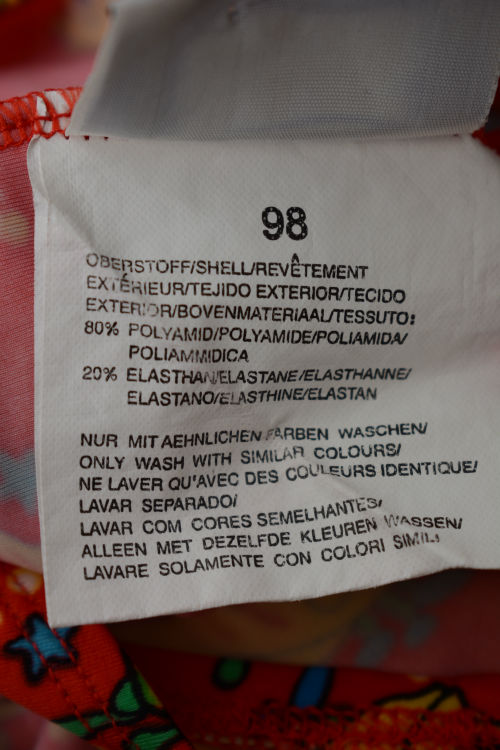 98
OBERSTOFF/SHELL/REVÊTEMENT
EXTÉRIEUR/TEJIDO EXTERIOR/TECIDO
EXTERIOR/BOVENMATERIAAL/TESSUTO:
80% POLYAMID/POLYAMIDE/POLIAMIDA/
POLIAMMIDICA
20% ELASTHAN/ELASTANE/ELASTHANNE/
ELASTANO/ELASTHINE/ELASTAN
NUR MIT AEHNLICHEN FARBEN WASCHEN/
ONLY WASH WITH SIMILAR COLOURS/
NE LAVER QU'AVEC DES COULEURS IDENTIQUE/
LAVAR SEPARADO/
LAVAR COM CORES SEMELHANTES/
ALLEEN MET DEZELFDE KLEUREN WASSEN/
LAVARE SOLAMENTE CON COLORI SIMILI